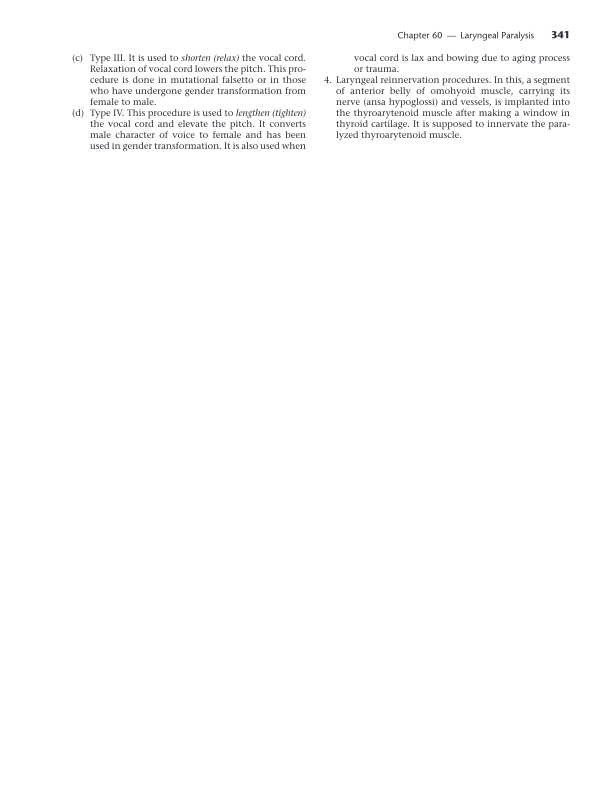 Chapter 60 — Laryngeal Paralysis 341
(c) Type III. It is used to shorten (relax) the vocal cord.
Relaxation of vocal cord lowers the pitch. This pro-
cedure is done in mutational falsetto or in those
who have undergone gender transformation from
female to male.
(d) Type IV. This procedure is used to lengthen (tighten)
the vocal cord and elevate the pitch. It converts
male character of voice to female and has been
used in gender transformation. It is also used when
vocal cord is lax and bowing due to aging process
or trauma.
4. Laryngeal reinnervation procedures. In this, a segment
of anterior belly of omohyoid muscle, carrying its
nerve (ansa hypoglossi) and vessels, is implanted into
the thyroarytenoid muscle after making a window in
thyroid cartilage. It is supposed to innervate the para-
lyzed thyroarytenoid muscle.